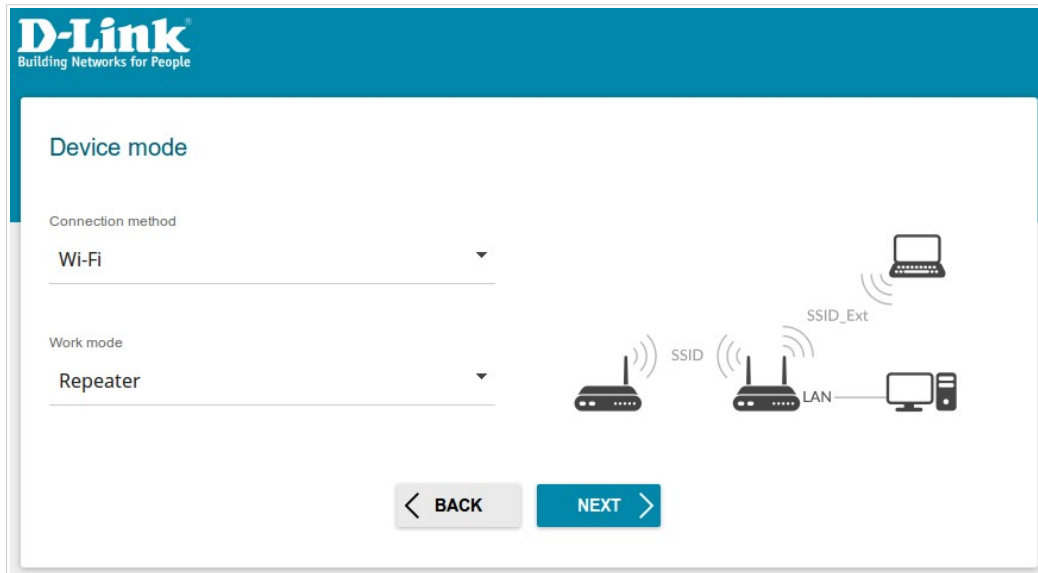 D-Link®
Building Networks for People
Device mode
Connection method
Wi-Fi
Work mode
Repeater
SSID
SSID_Ext
LAN
BACK
NEXT